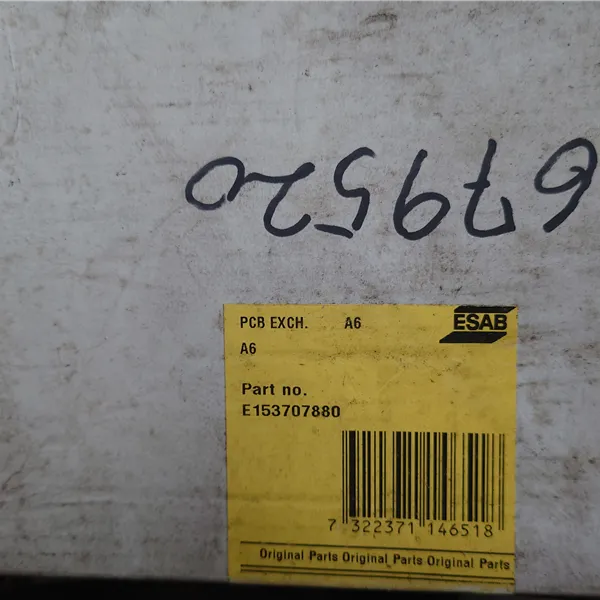 679520
PCB EXCH. A6
ESAB
A6
Part no.
E153707880
7 322371 146518
Original Parts Original Parts Original Parts